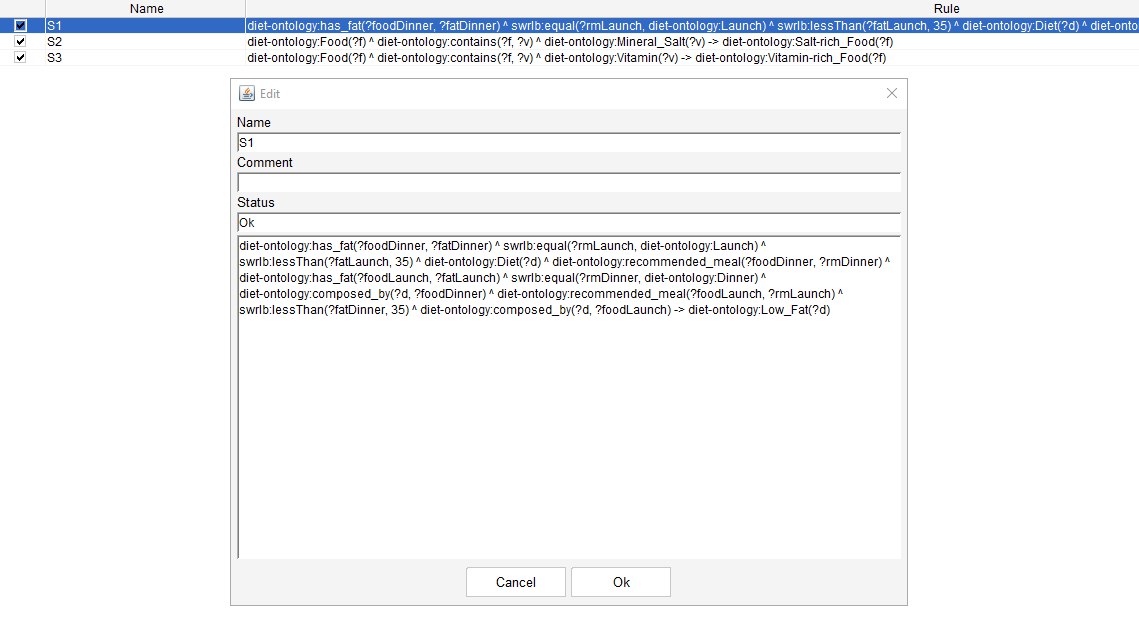 Name Rule
S1 diet-ontology:has_fat(?foodDinner, ?fatDinner) ^ swrlb:equal(?rmLaunch, diet-ontology:Launch) ^ swrlb:lessThan(?fatLaunch, 35) ^ diet-ontology:Diet(?d) ^ diet-onto
S2 diet-ontology:Food(?f) ^ diet-ontology:contains(?f, ?v) ^ diet-ontology:Mineral_Salt(?v) -> diet-ontology:Salt-rich_Food(?f)
S3 diet-ontology:Food(?f) ^ diet-ontology:contains(?f, ?v) ^ diet-ontology:Vitamin(?v) -> diet-ontology:Vitamin-rich_Food(?f)
Edit
Name
S1
Comment
Status
Ok
diet-ontology:has_fat(?foodDinner, ?fatDinner) ^ swrlb:equal(?rmLaunch, diet-ontology:Launch) ^
swrlb:lessThan(?fatLaunch, 35) ^ diet-ontology:Diet(?d) ^ diet-ontology:recommended_meal(?foodDinner, ?rmDinner) ^
diet-ontology:has_fat(?foodLaunch, ?fatLaunch) ^ swrlb:equal(?rmDinner, diet-ontology:Dinner) ^
diet-ontology:composed_by(?d, ?foodDinner) ^ diet-ontology:recommended_meal(?foodLaunch, ?rmLaunch) ^
swrlb:lessThan(?fatDinner, 35) ^ diet-ontology:composed_by(?d, ?foodLaunch) -> diet-ontology:Low_Fat(?d)
Cancel Ok